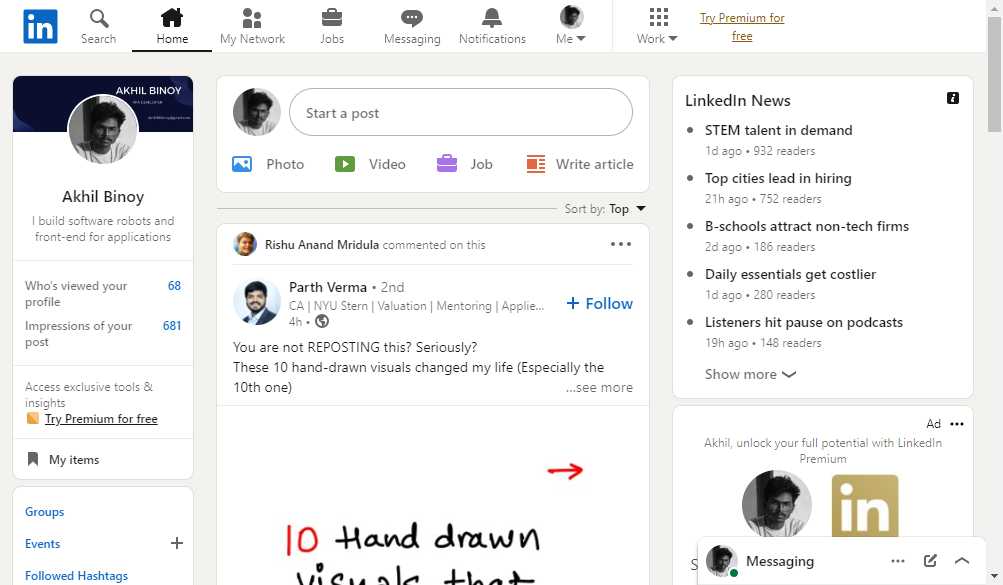 in
Search
Home
My Network
Jobs
Messaging
Notifications
Me
Work
Try Premium for
free
AKHIL BINOY
Akhil Binoy
I build software robots and
front-end for applications
Who's viewed your
profile
68
Impressions of your
post
681
Access exclusive tools &
insights
Try Premium for free
My items
Groups
Events
+
Followed Hashtags
Start a post
Photo
Video
Job
Write article
Sort by: Top
Rishu Anand Mridula commented on this
•••
Parth Verma • 2nd
CA | NYU Stern | Valuation | Mentoring | Applie...
4h •
+ Follow
You are not REPOSTING this? Seriously?
These 10 hand-drawn visuals changed my life (Especially the
10th one)
...see more
10 Hand drawn
visuals that
LinkedIn News
STEM talent in demand
1d ago • 932 readers
Top cities lead in hiring
21h ago • 752 readers
B-schools attract non-tech firms
2d ago • 186 readers
Daily essentials get costlier
1d ago • 280 readers
Listeners hit pause on podcasts
19h ago • 148 readers
Show more
Ad •••
Akhil, unlock your full potential with LinkedIn
Premium
in
S
Messaging